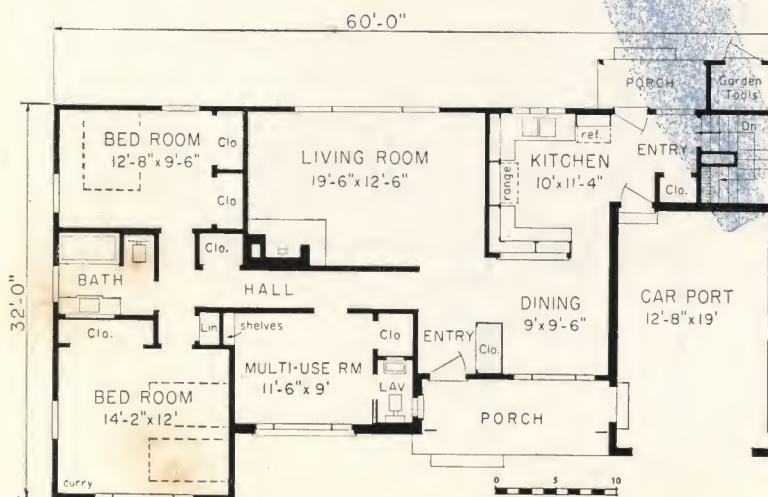 60'-0"
PORCH
Garden
Tools
BED ROOM
12'-8"x9'-6"
Clo
LIVING ROOM
19'-6"x12'-6"
ref.
KITCHEN
10'x11'-4"
range
ENTRY
Dn
Clo
Clo.
Clo.
32'-0"
BATH
HALL
Clo.
Lin.
shelves
DINING
9'x9'-6"
CAR PORT
12'-8"x19'
Clo
ENTRY
Clo.
MULTI-USE RM
11'-6"x9'
LAV
BED ROOM
14'-2"x12'
PORCH
curry
0 5 10